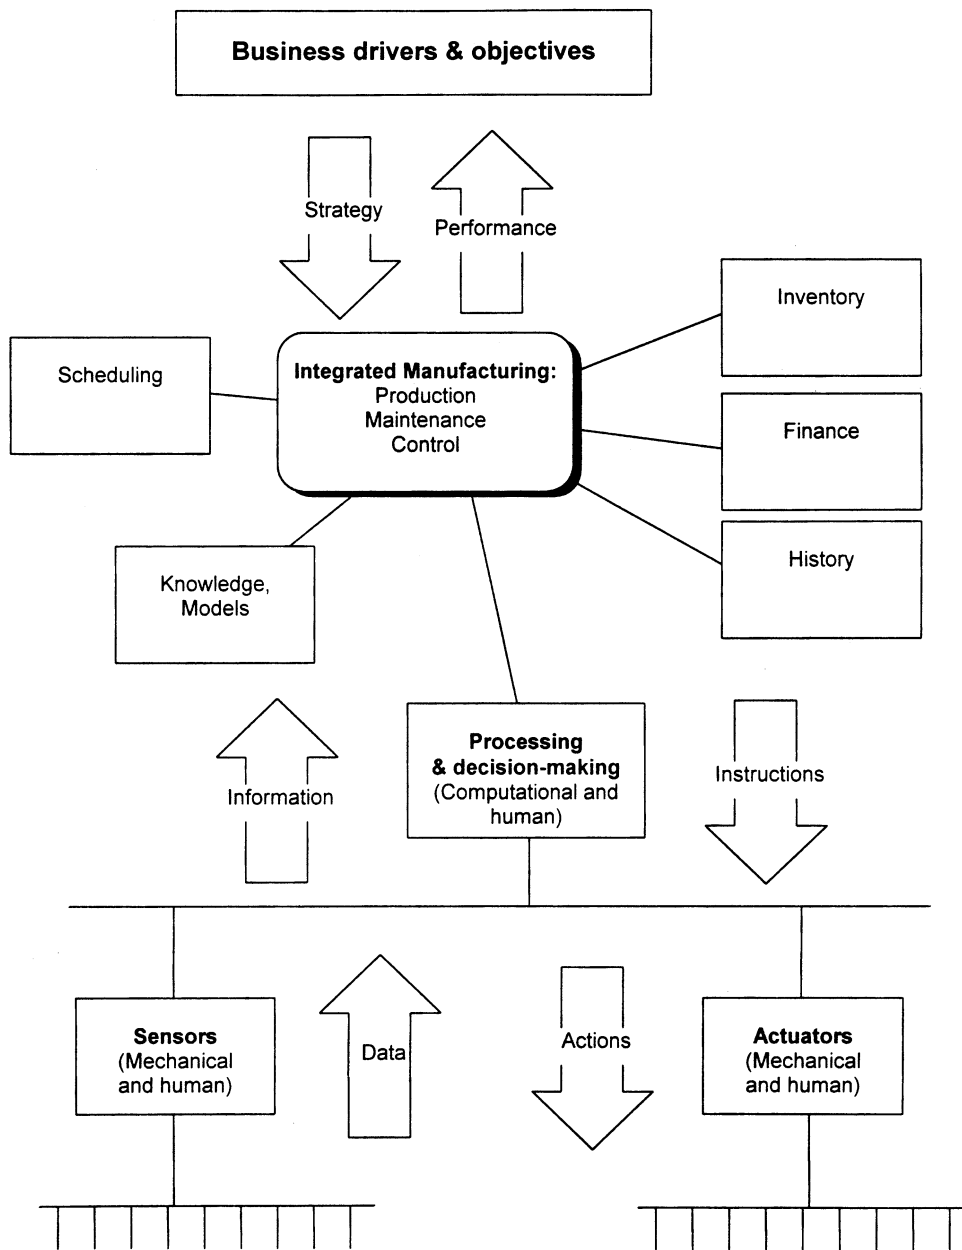 Business drivers & objectives
Strategy
Performance
Inventory
Scheduling
Integrated Manufacturing:
Production
Maintenance
Control
Finance
History
Knowledge,
Models
Processing
& decision-making
(Computational and
human)
Information
Instructions
Sensors
(Mechanical
and human)
Data
Actions
Actuators
(Mechanical
and human)